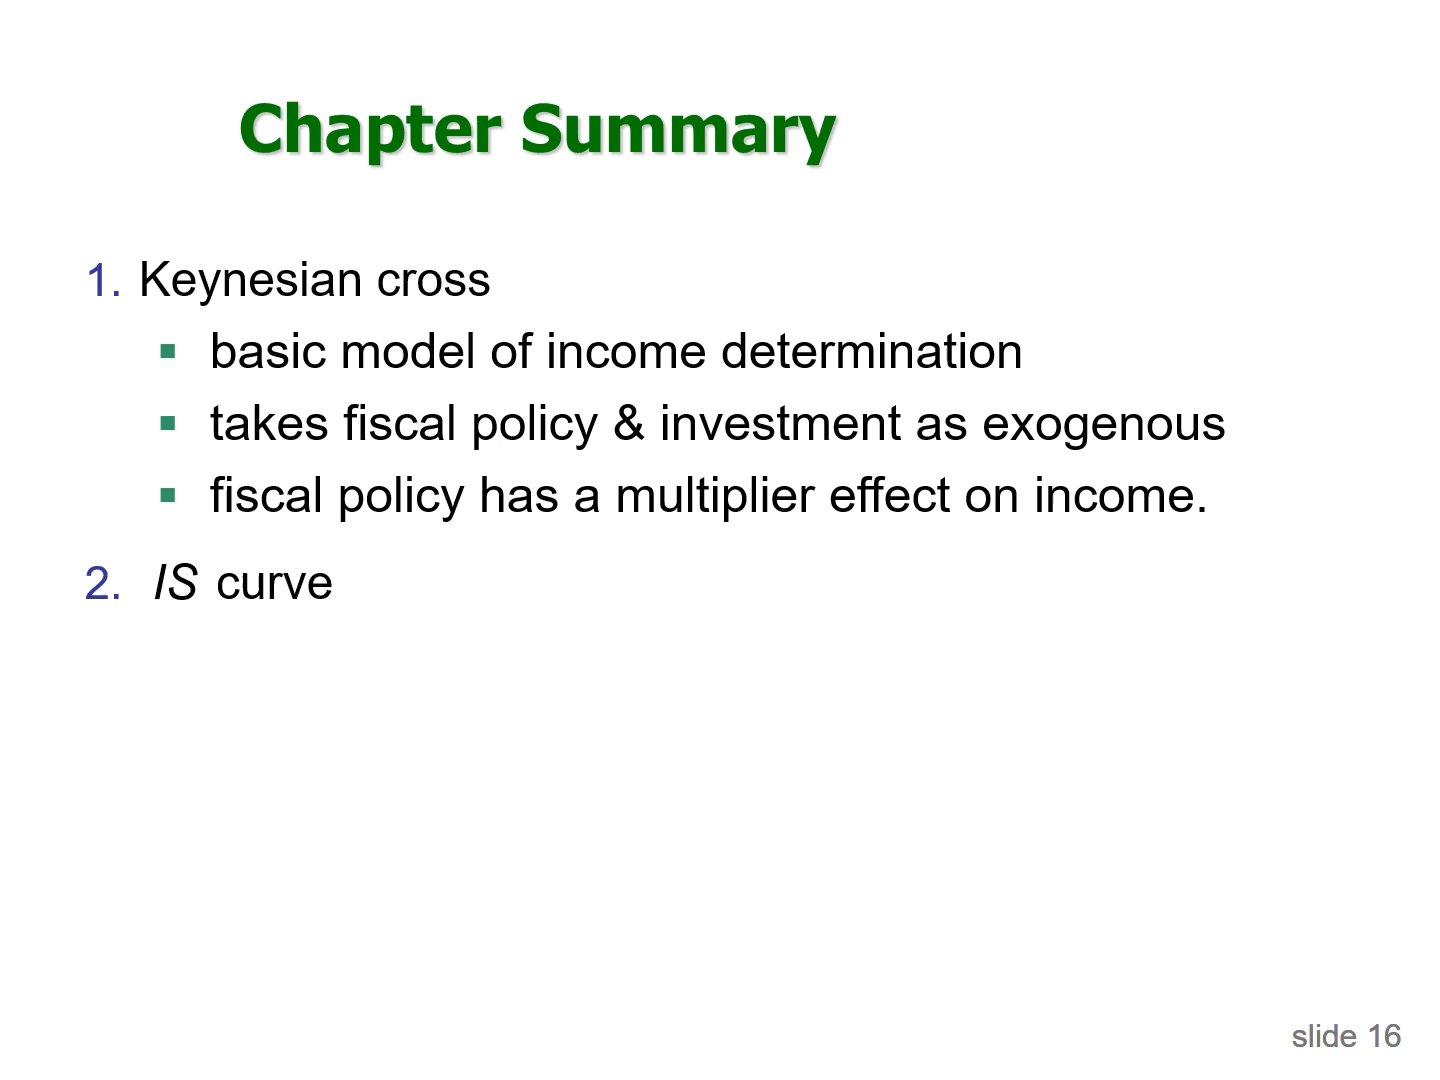 Chapter Summary
1. Keynesian cross
▪ basic model of income determination
▪ takes fiscal policy & investment as exogenous
▪ fiscal policy has a multiplier effect on income.
2. IS curve
slide 16